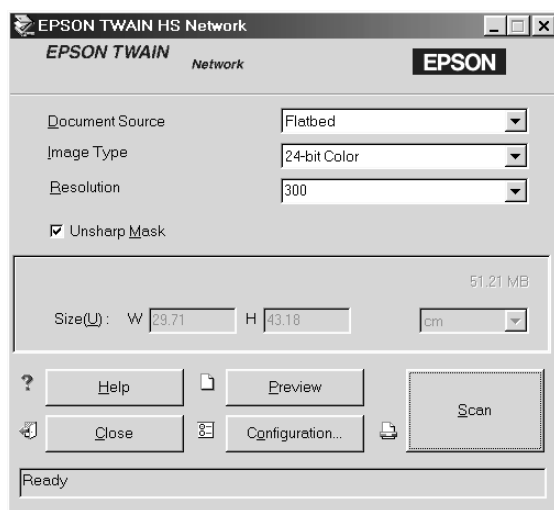 EPSON TWAIN HS Network
EPSON TWAIN Network EPSON
Document Source Flatbed
Image Type 24-bit Color
Resolution 300
Unsharp Mask
51.21 MB
Size(U) : W 29.71 H 43.18 cm
? Help Preview
Scan
Close Configuration...
Ready